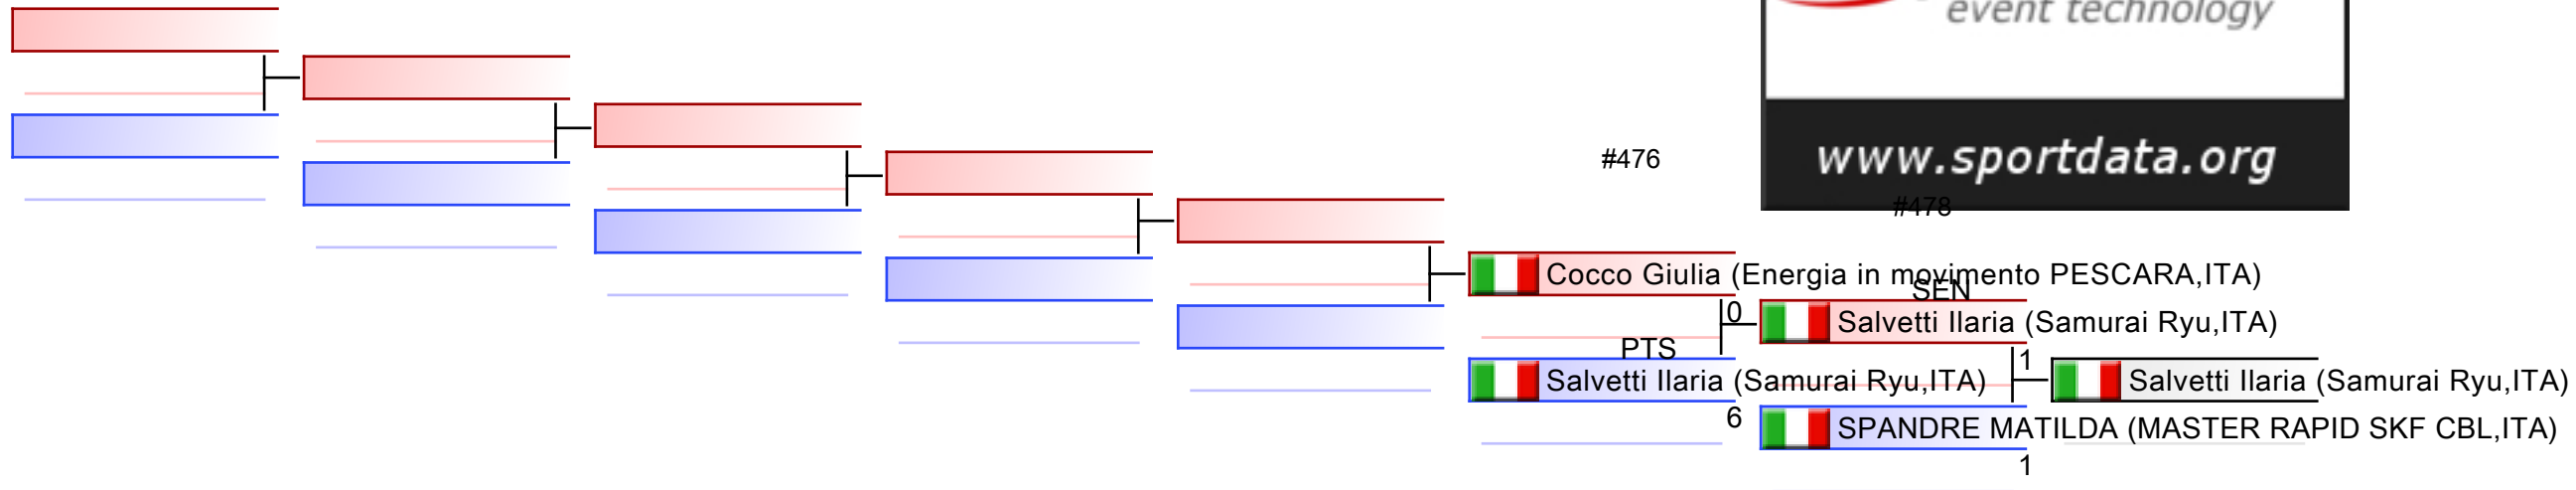 event technology
www.sportdata.org
#476
#478
Cocco Giulia (Energia in movimento PESCARA,ITA)
SEN
0
Salvetti Ilaria (Samurai Ryu,ITA)
PTS
1
Salvetti Ilaria (Samurai Ryu,ITA)
Salvetti Ilaria (Samurai Ryu,ITA)
6
SPANDRE MATILDA (MASTER RAPID SKF CBL,ITA)
1